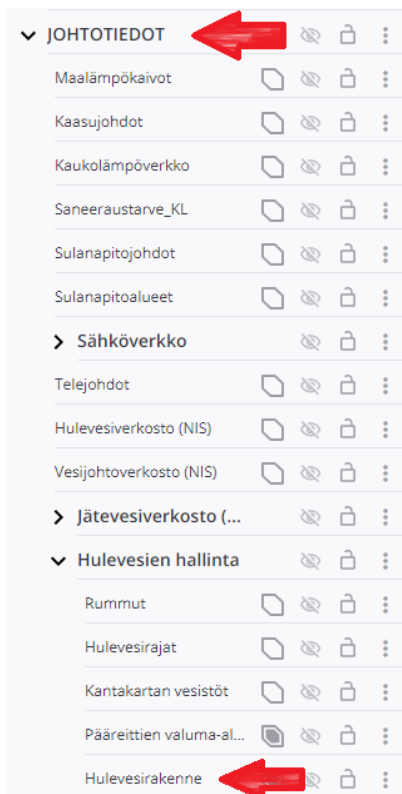 JOHTOTIEDOT
Maalämpökaivot
Kaasujohdot
Kaukolämpöverkko
Saneeraustarve_KL
Sulanapitojohdot
Sulanapitoalueet
Sähköverkko
Telejohdot
Hulevesiverkosto (NIS)
Vesijohtoverkosto (NIS)
Jätevesiverkosto (...
Hulevesien hallinta
Rummut
Hulevesirajat
Kantakartan vesistöt
Pääreittien valuma-al...
Hulevesirakenne